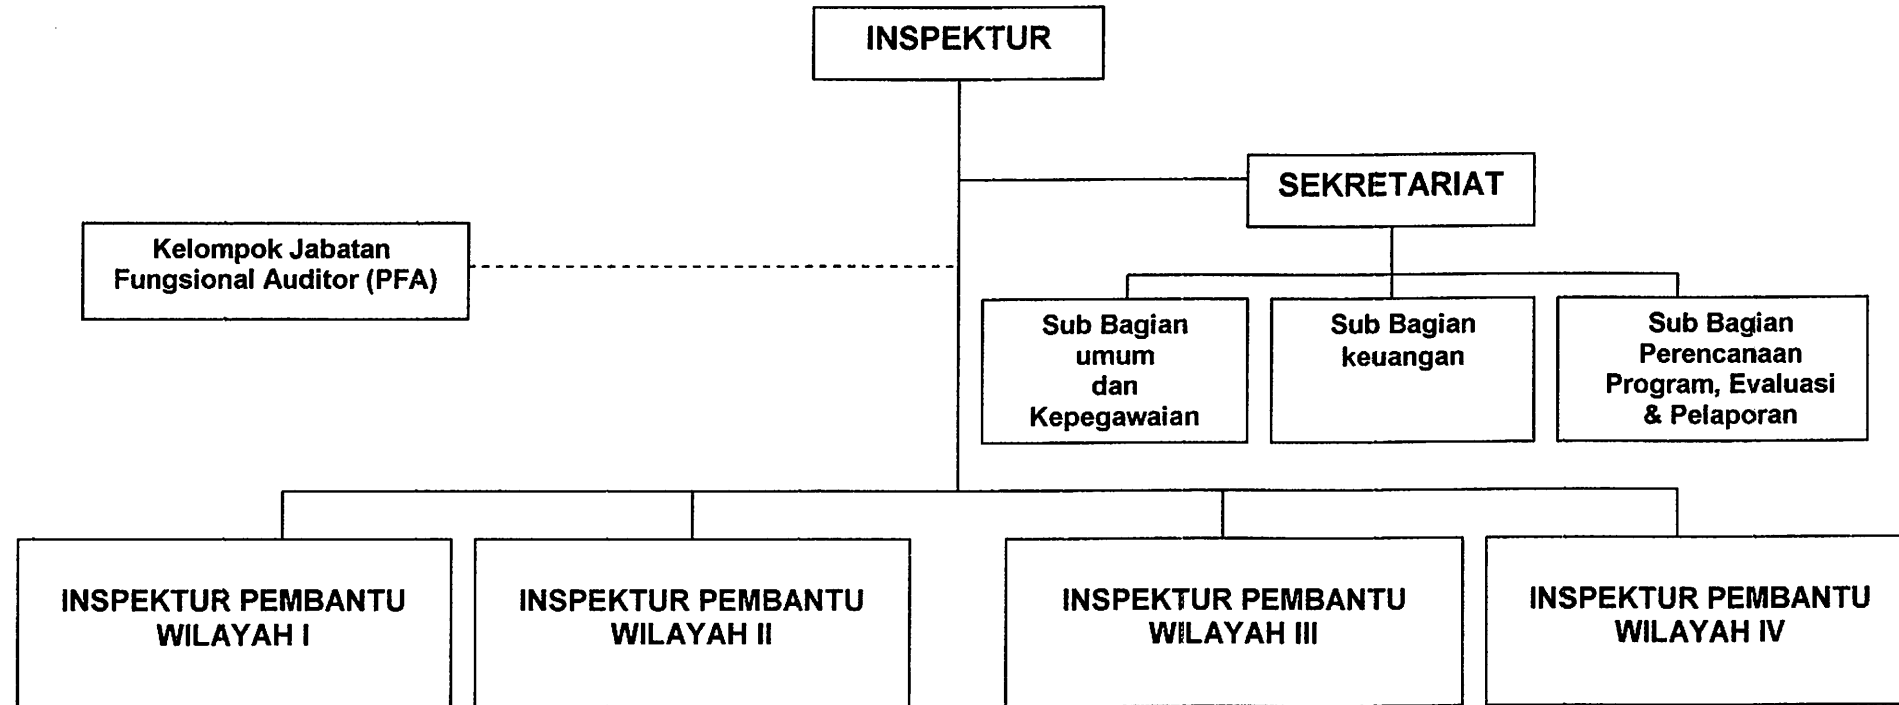 INSPEKTUR
SEKRETARIAT
Kelompok Jabatan
Fungsional Auditor (PFA)
Sub Bagian
umum
dan
Kepegawaian
Sub Bagian
keuangan
Sub Bagian
Perencanaan
Program, Evaluasi
& Pelaporan
INSPEKTUR PEMBANTU
WILAYAH I
INSPEKTUR PEMBANTU
WILAYAH II
INSPEKTUR PEMBANTU
WILAYAH III
INSPEKTUR PEMBANTU
WILAYAH IV